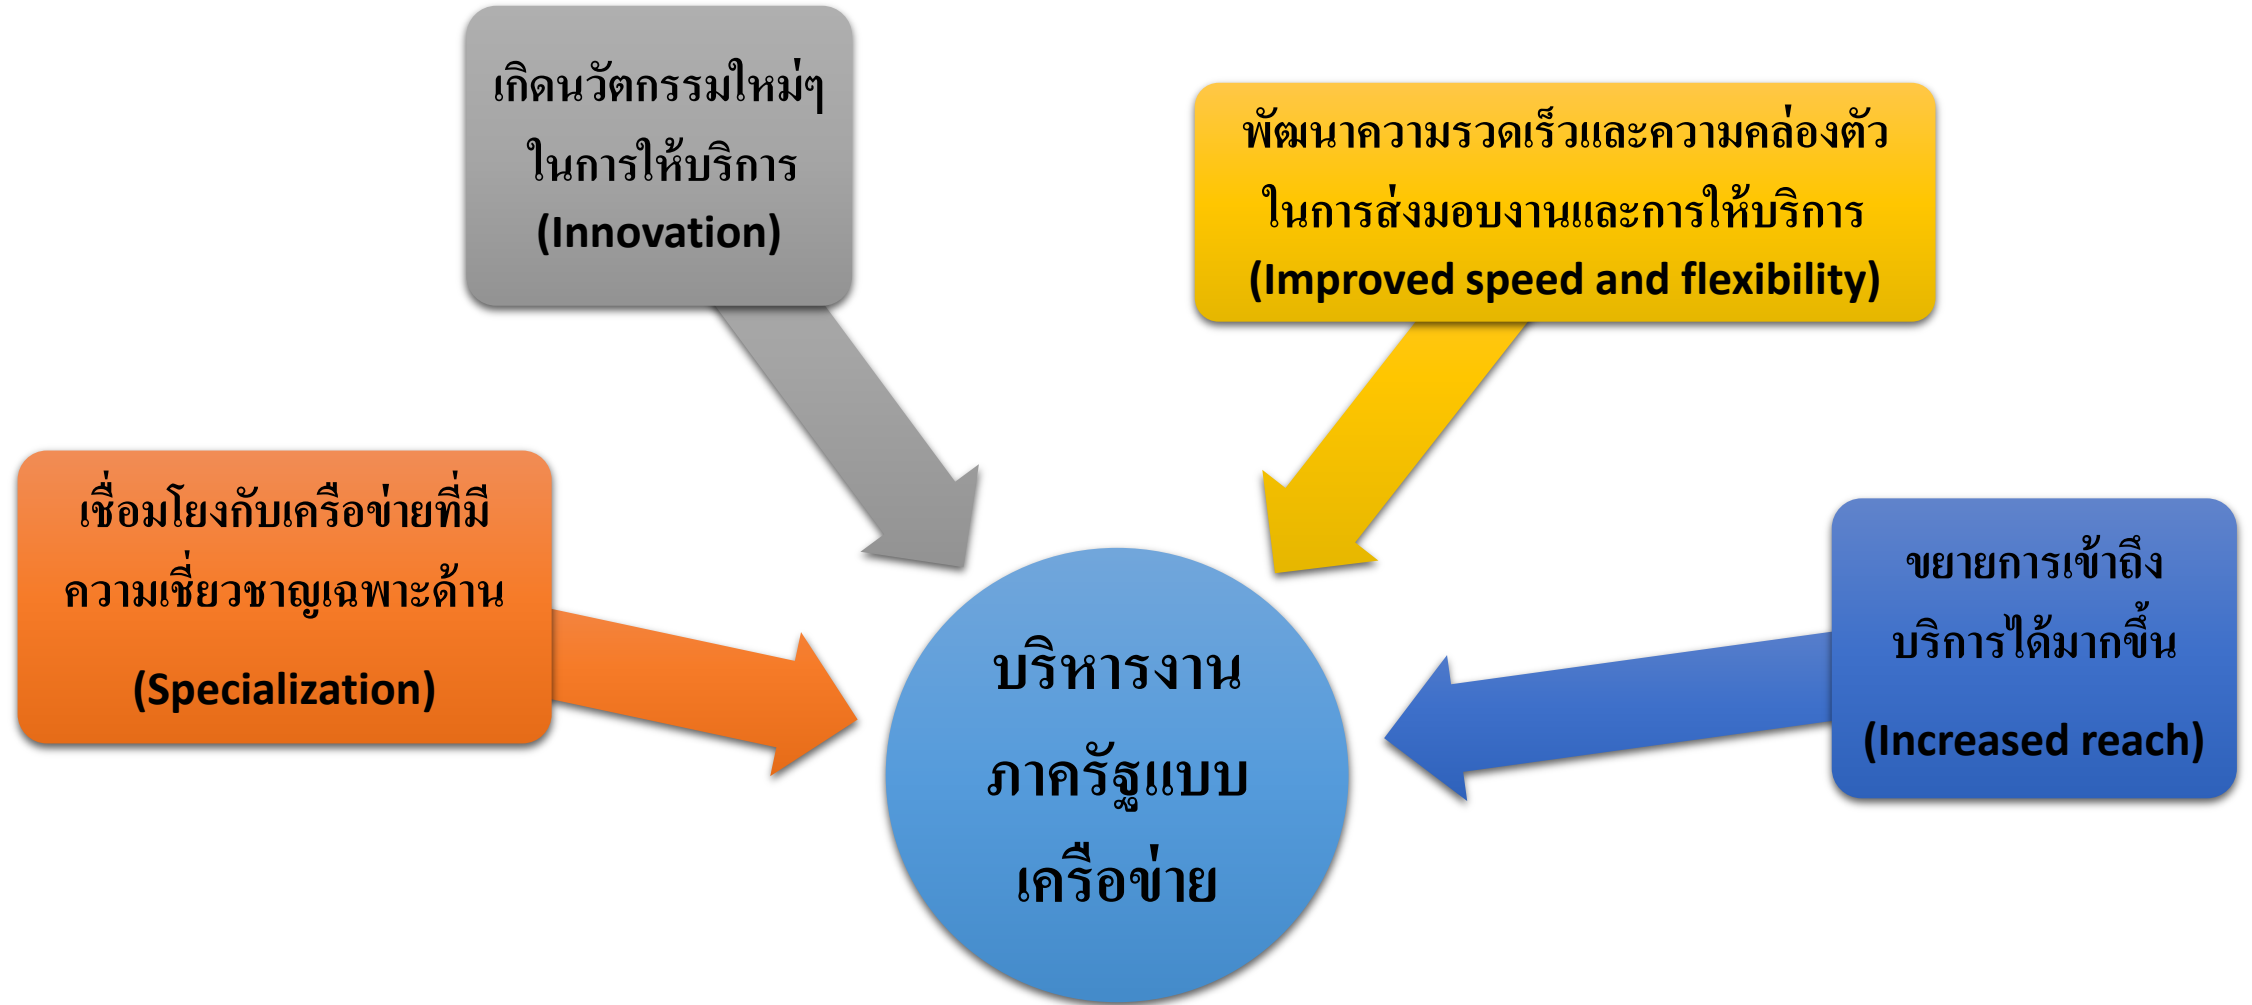 เกิดนวัตกรรมใหม่ๆ
ในการให้บริการ
(Innovation)
พัฒนาความรวดเร็วและความคล่องตัว
ในการส่งมอบงานและการให้บริการ
(Improved speed and flexibility)
เชื่อมโยงกับเครือข่ายที่มี
ความเชี่ยวชาญเฉพาะด้าน
(Specialization)
ขยายการเข้าถึง
บริการได้มากขึ้น
(Increased reach)
บริหารงาน
ภาครัฐแบบ
เครือข่าย